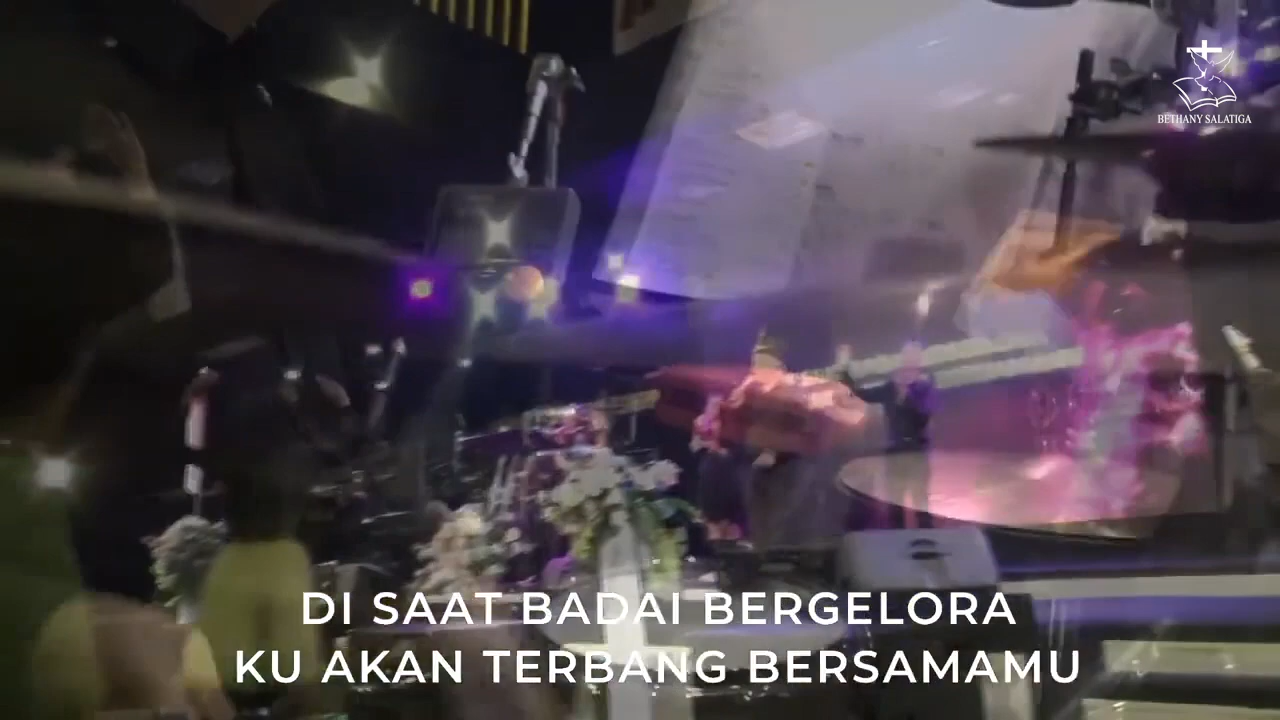 BETHANY SALATIGA
DI SAAT BADAI BERGELORA
KU AKAN TERBANG BERSAMAMU